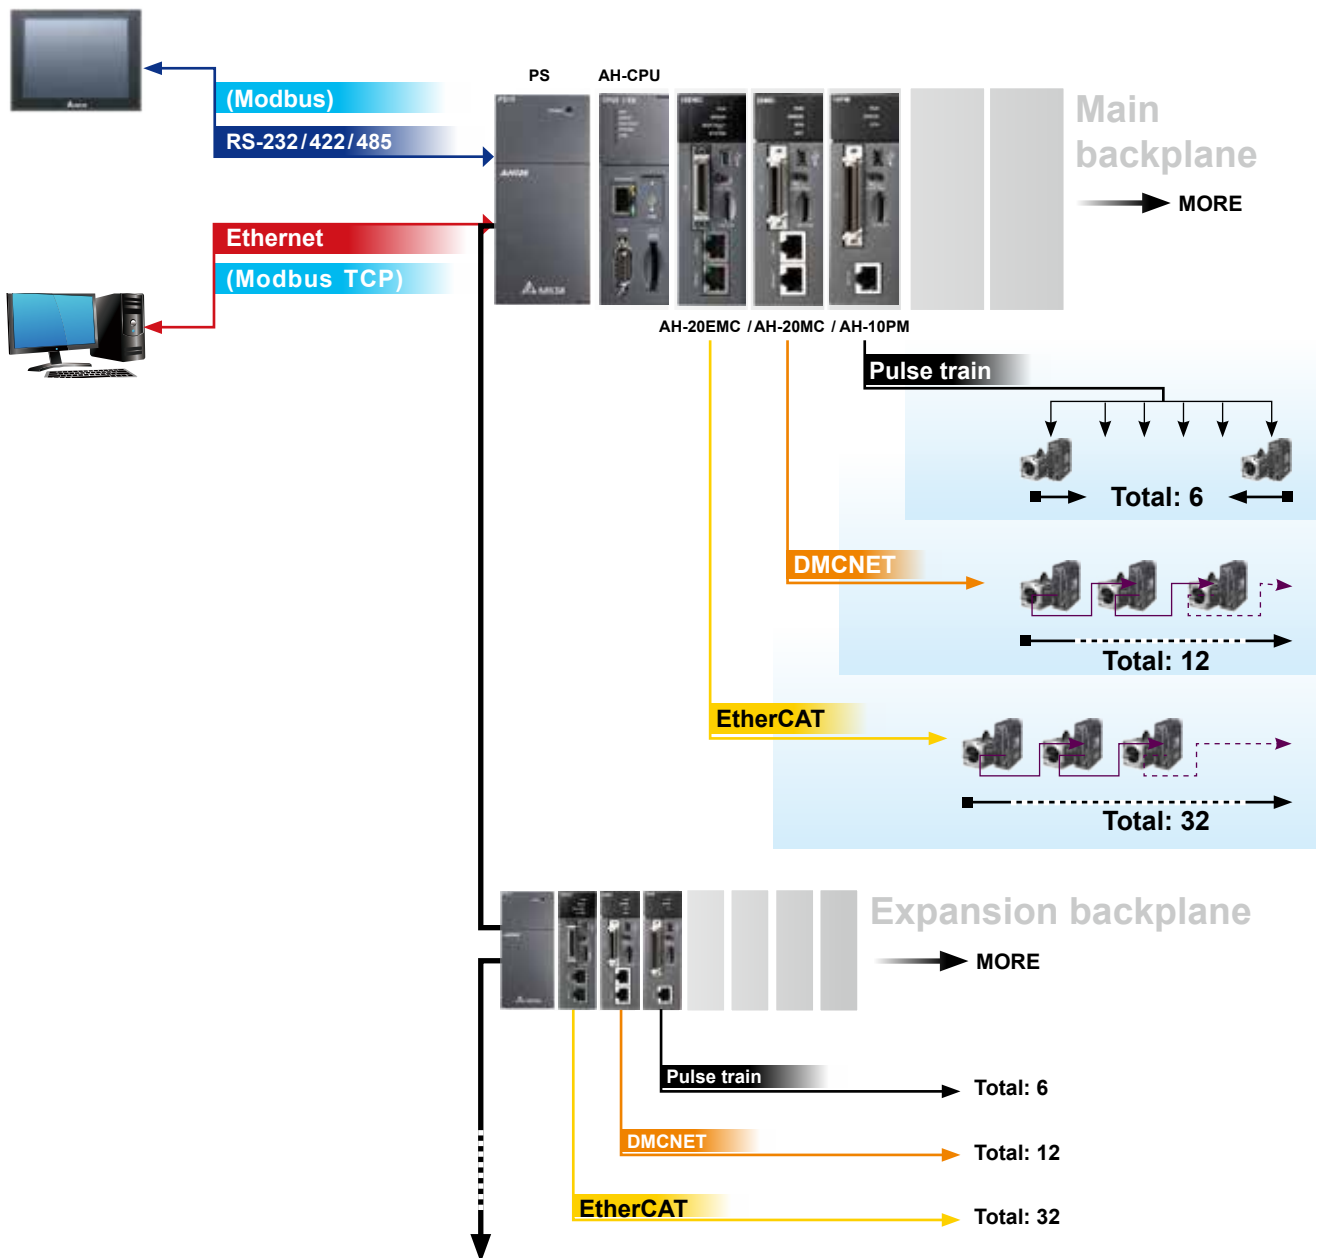 PS
AH-CPU
(Modbus)
RS-232/422/485
Main
backplane
MORE
Ethernet
(Modbus TCP)
AH-20EMC / AH-20MC / AH-10PM
Pulse train
Total: 6
DMCNET
Total: 12
EtherCAT
Total: 32
Expansion backplane
MORE
Pulse train
Total: 6
DMCNET
Total: 12
EtherCAT
Total: 32